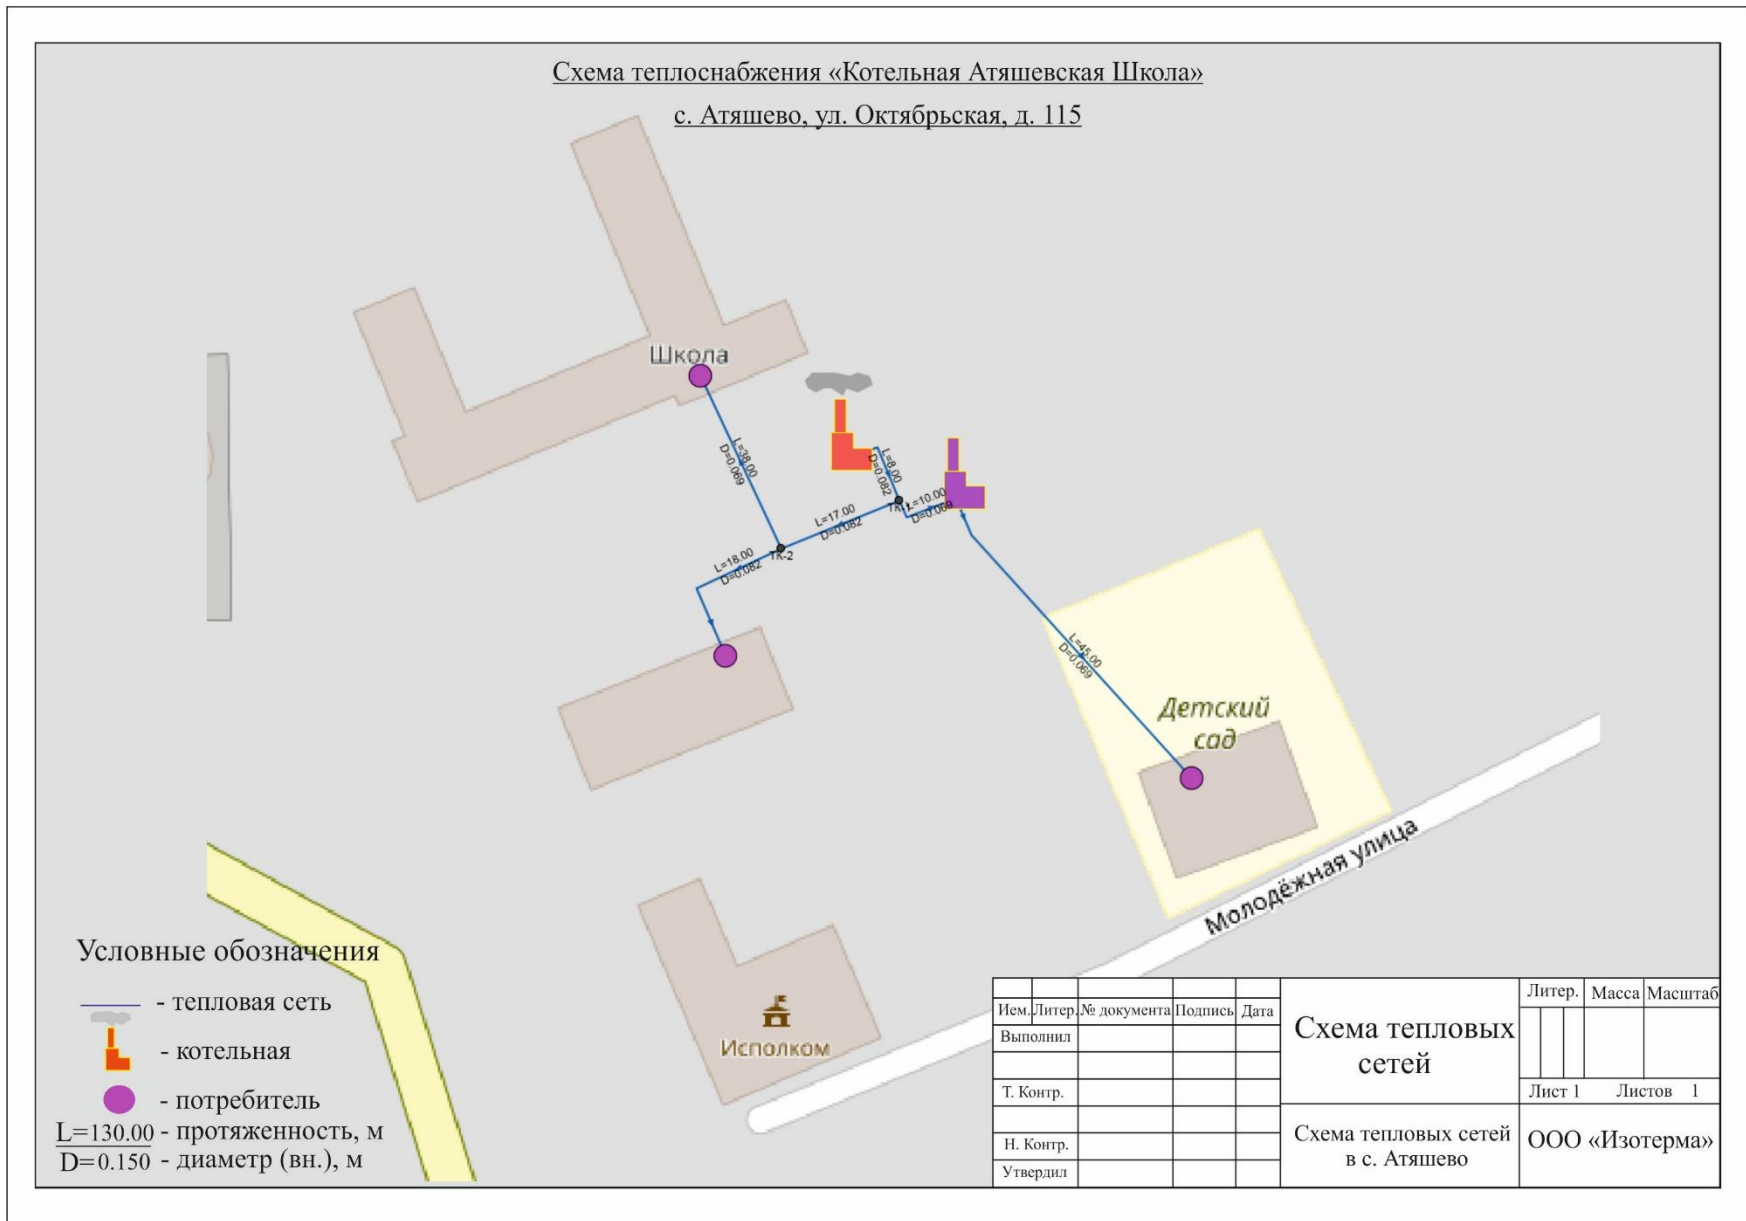 Схема теплоснабжения «Котельная Атяшевская Школа»
с. Атяшево, ул. Октябрьская, д. 115
Школа
L=38.00
D=0.069
L=8.00
D=0.082
L=10.00
D=0.069
ТК-1
L=17.00
D=0.082
ТК-2
L=18.00
D=0.082
L=45.00
D=0.069
Детский
сад
Молодёжная улица
Исполком
Условные обозначения
- тепловая сеть
- котельная
- потребитель
L=130.00 - протяженность, м
D=0.150 - диаметр (вн.), м
Ием. Литер. № документа Подпись Дата
Выполнил
Т. Контр.
Н. Контр.
Утвердил
Схема тепловых
сетей
Схема тепловых сетей
в с. Атяшево
Литер. Масса Масштаб
Лист 1 Листов 1
ООО «Изотерма»